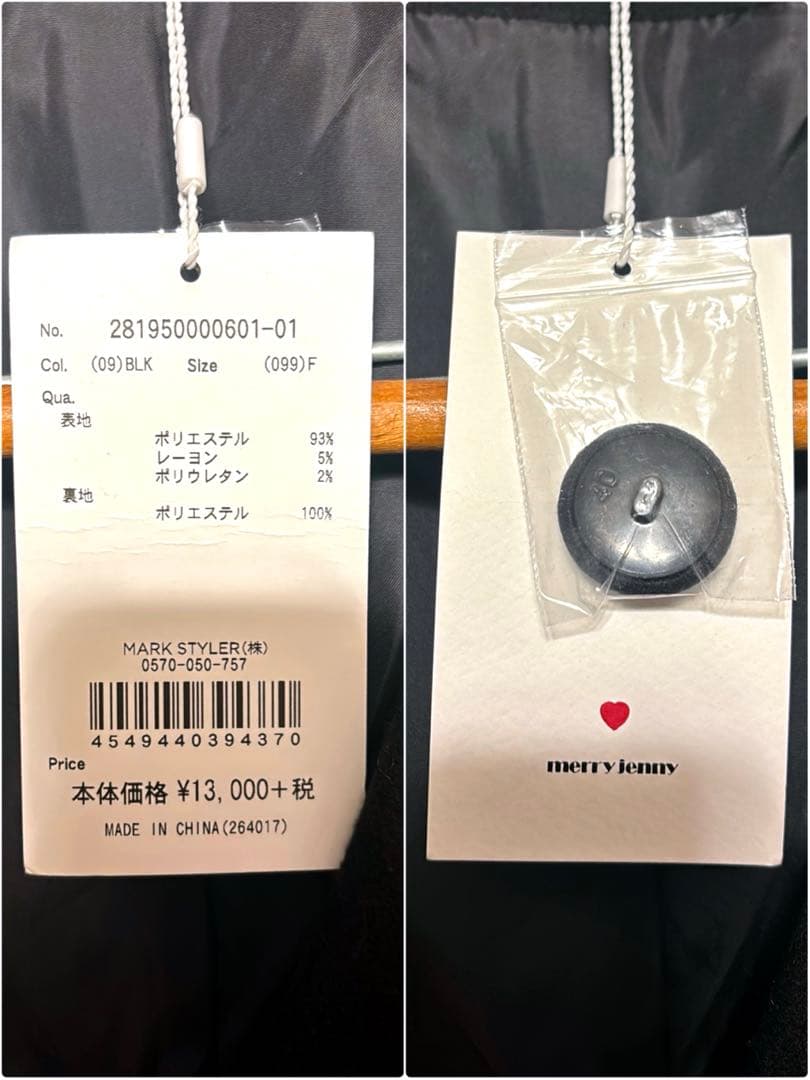 No. 281950000601-01
Col. (09)BLK Size (099)F
Qua.
表地
ポリエステル 93%
レーヨン 5%
ポリウレタン 2%
裏地
ポリエステル 100%
MARK STYLER(株)
0570-050-757
4549440394370
Price
本体価格 ¥13,000+税
MADE IN CHINA(264017)
40
merry jenny